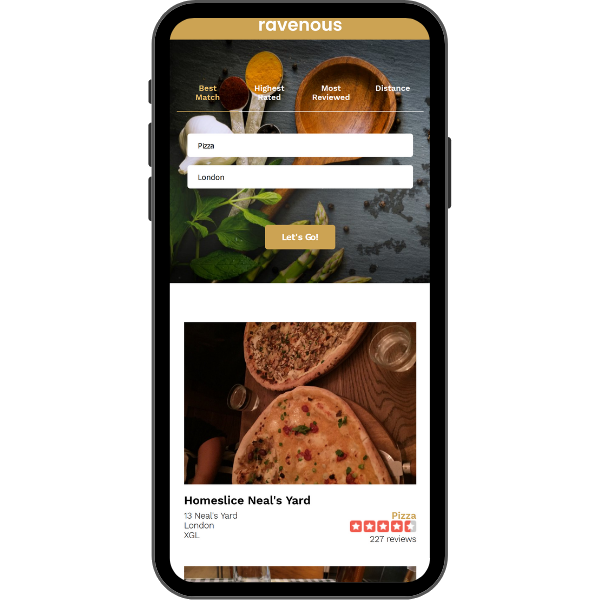 ravenous
Best Highest Most Distance
Match Rated Reviewed
Pizza
London
Let's Go!
Homeslice Neal's Yard
13 Neal's Yard Pizza
London
XGL
227 reviews